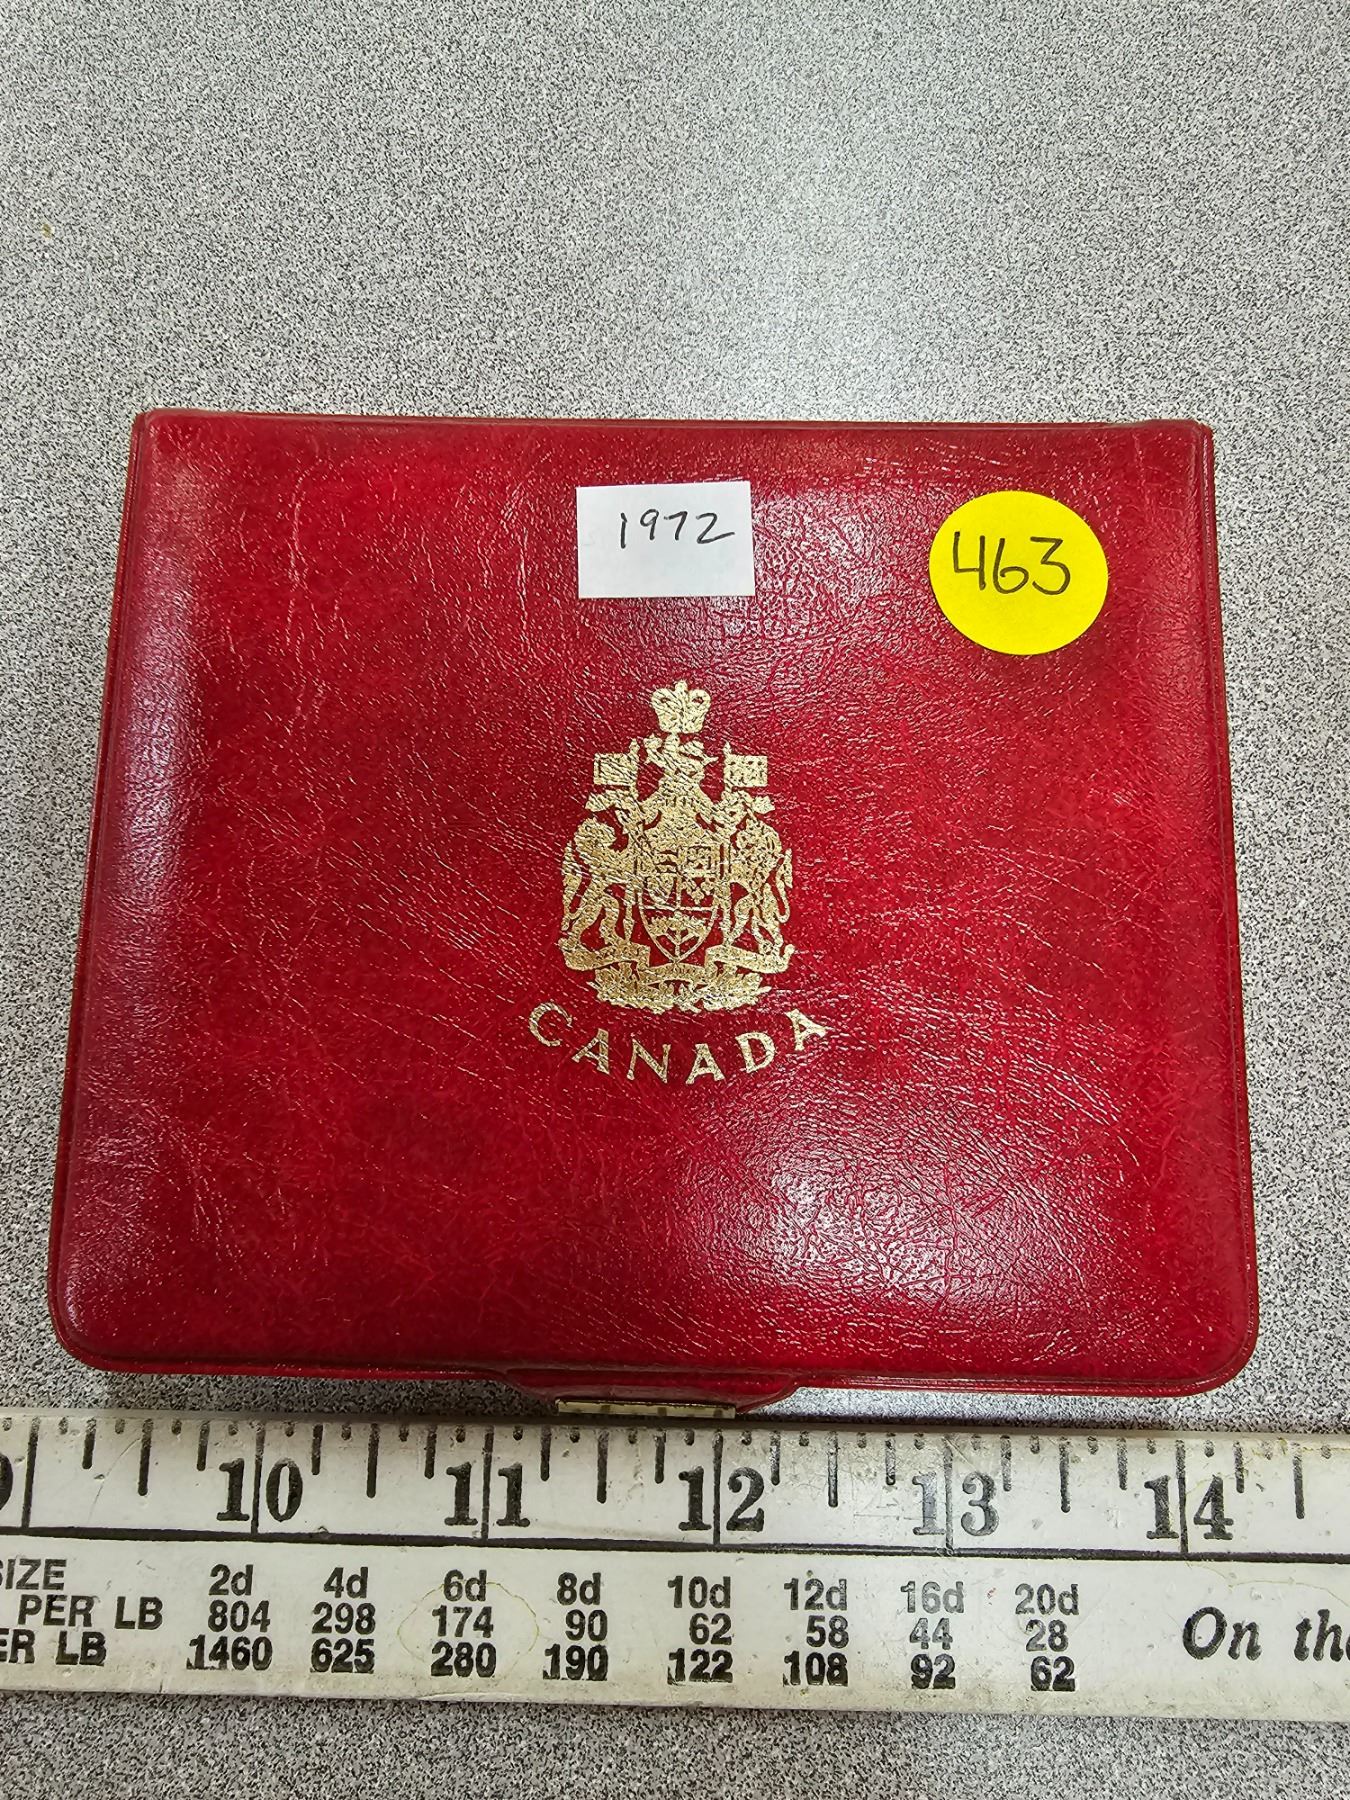 1972
463
CANADA
9 10 11 12 13 14
SIZE 2d 4d 6d 8d 10d 12d 16d 20d
PER LB 804 298 174 90 62 58 44 28
ER LB 1460 625 280 190 122 108 92 62
On the